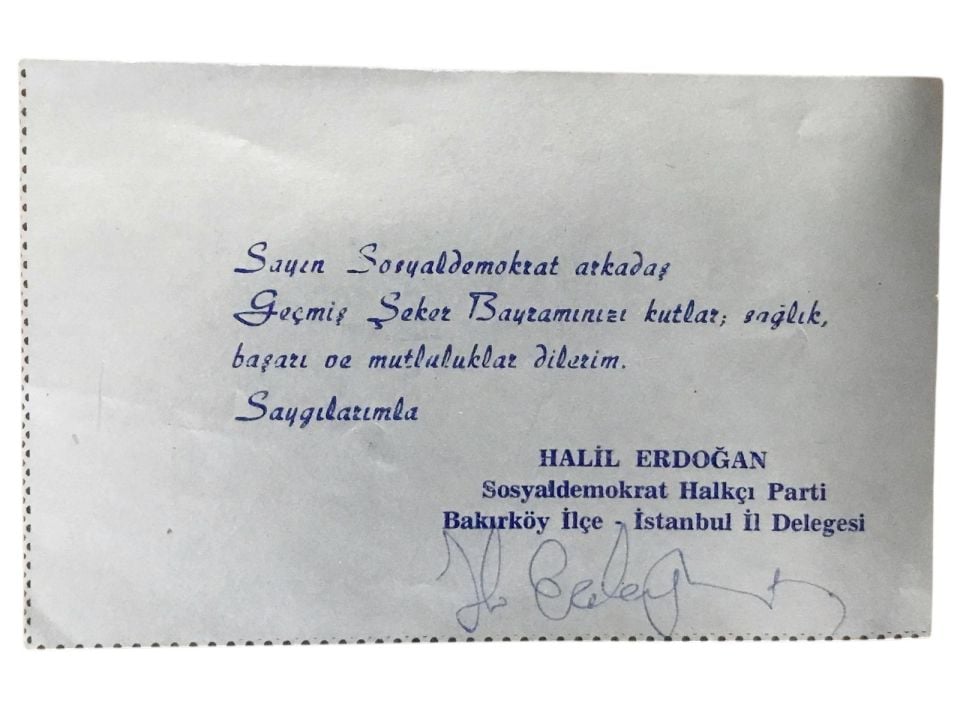 Sayın Sosyaldemokrat arkadaş
Geçmiş Şeker Bayramınızı kutlar; sağlık,
başarı ve mutluluklar dilerim.
Saygılarımla
HALİL ERDOĞAN
Sosyaldemokrat Halkçı Parti
Bakırköy İlçe - İstanbul İl Delegesi